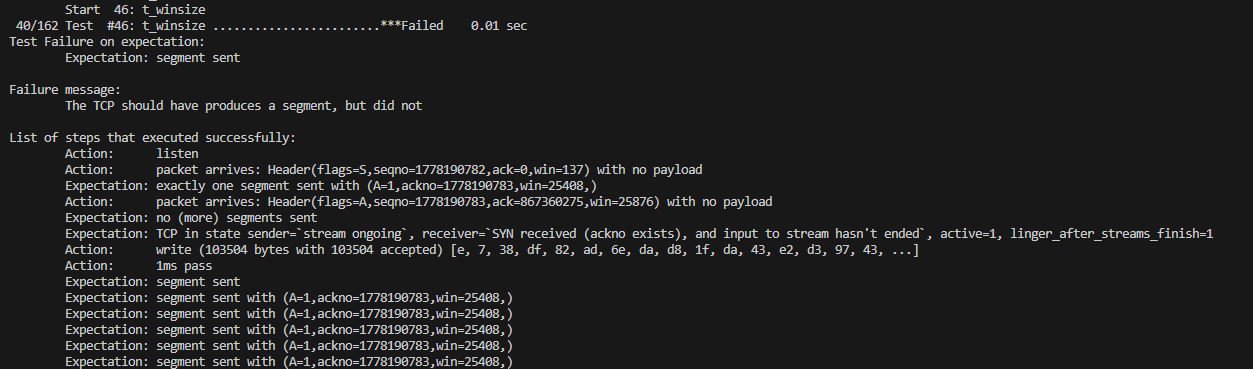 Start  46: t_winsize
 40/162 Test  #46: t_winsize ........................***Failed    0.01 sec
Test Failure on expectation:
        Expectation: segment sent

Failure message:
        The TCP should have produces a segment, but did not

List of steps that executed successfully:
        Action:      listen
        Action:      packet arrives: Header(flags=S,seqno=1778190782,ack=0,win=137) with no payload
        Expectation: exactly one segment sent with (A=1,ackno=1778190783,win=25408,)
        Action:      packet arrives: Header(flags=A,seqno=1778190783,ack=867360275,win=25876) with no payload
        Expectation: no (more) segments sent
        Expectation: TCP in state sender=`stream ongoing`, receiver=`SYN received (ackno exists), and input to stream hasn't ended`, active=1, linger_after_streams_finish=1
        Action:      write (103504 bytes with 103504 accepted) [e, 7, 38, df, 82, ad, 6e, da, d8, 1f, da, 43, e2, d3, 97, 43, ...]
        Action:      1ms pass
        Expectation: segment sent
        Expectation: segment sent with (A=1,ackno=1778190783,win=25408,)
        Expectation: segment sent with (A=1,ackno=1778190783,win=25408,)
        Expectation: segment sent with (A=1,ackno=1778190783,win=25408,)
        Expectation: segment sent with (A=1,ackno=1778190783,win=25408,)
        Expectation: segment sent with (A=1,ackno=1778190783,win=25408,)